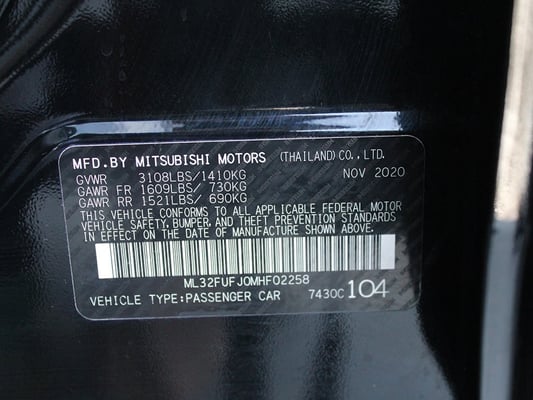 MFD.BY MITSUBISHI MOTORS (THAILAND) CO., LTD.
GVWR 3108LBS/1410KG NOV 2020
GAWR FR 1609LBS/ 730KG
GAWR RR 1521LBS/ 690KG
THIS VEHICLE CONFORMS TO ALL APPLICABLE FEDERAL MOTOR
VEHICLE SAFETY, BUMPER, AND THEFT PREVENTION STANDARDS
IN EFFECT ON THE DATE OF MANUFACTURE SHOWN ABOVE.
ML32FUFJ0MHF02258
VEHICLE TYPE:PASSENGER CAR 7430C 104